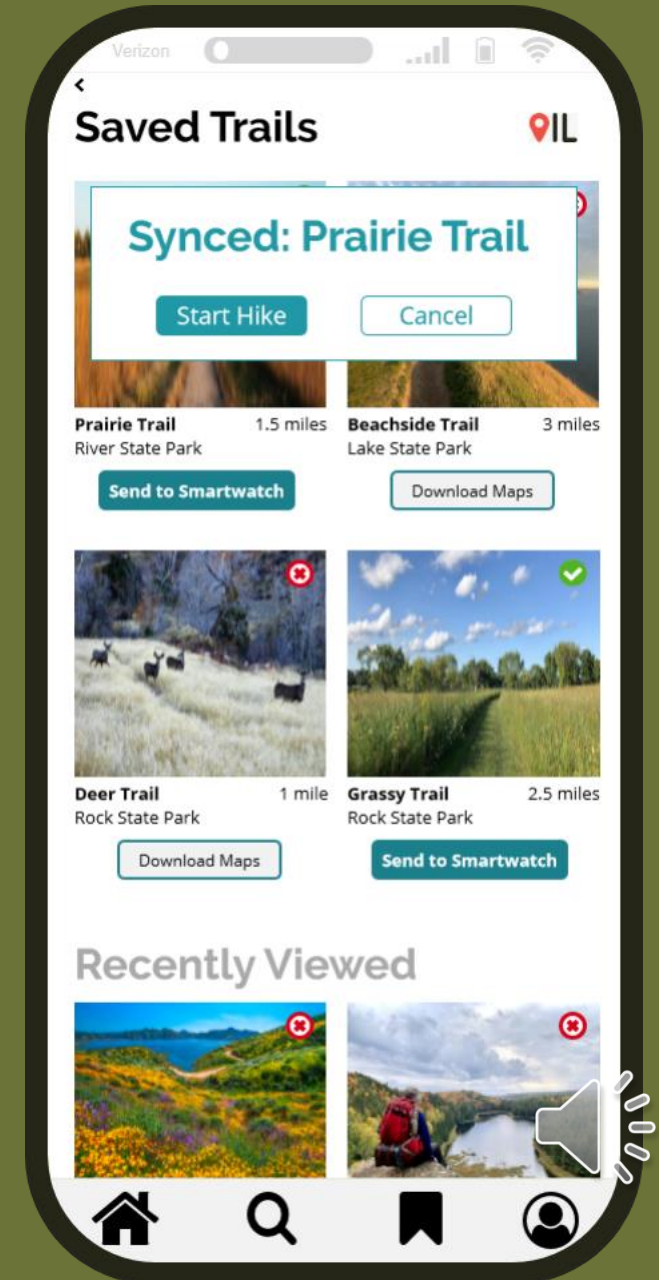 Verizon
Saved Trails
IL
Synced: Prairie Trail
Start Hike Cancel
Prairie Trail 1.5 miles
River State Park
Send to Smartwatch
Beachside Trail 3 miles
Lake State Park
Download Maps
Deer Trail 1 mile
Rock State Park
Download Maps
Grassy Trail 2.5 miles
Rock State Park
Send to Smartwatch
Recently Viewed